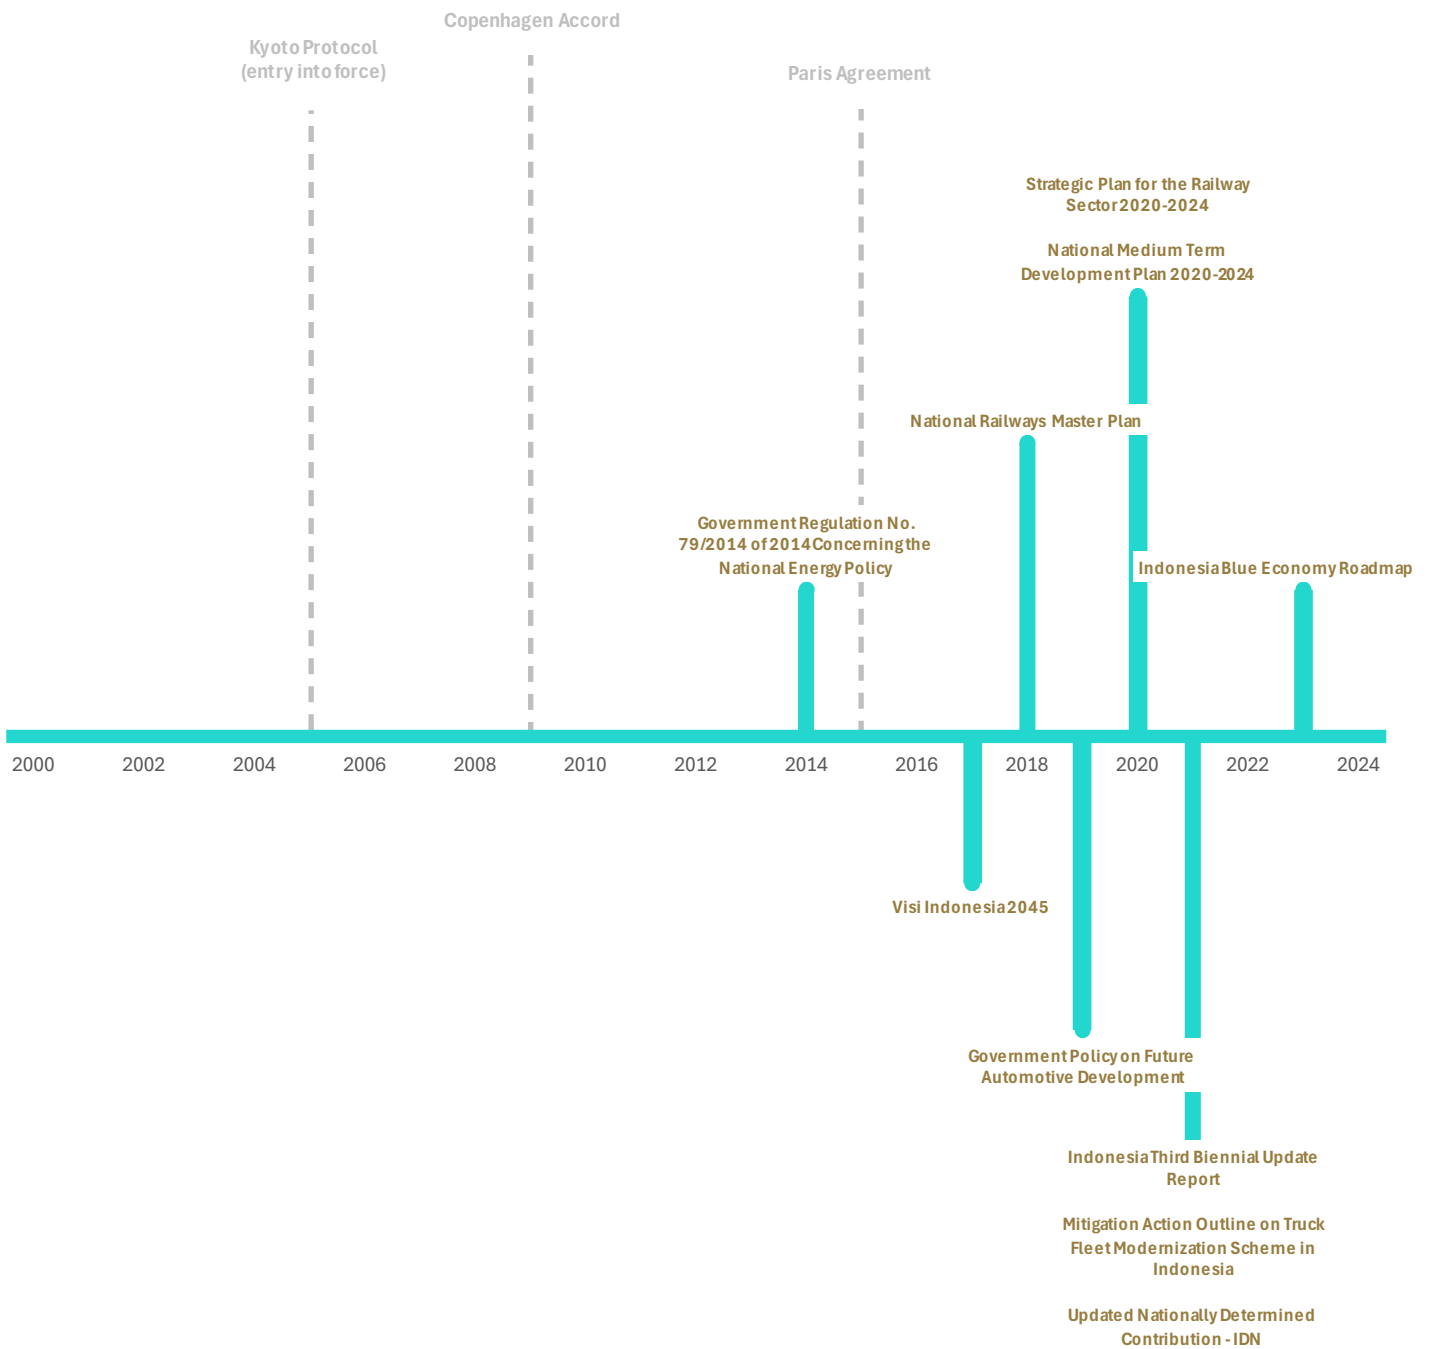 Copenhagen Accord
Kyoto Protocol
(entry into force)
Paris Agreement
Strategic Plan for the Railway
Sector 2020-2024
National Medium Term
Development Plan 2020-2024
National Railways Master Plan
Government Regulation No.
79/2014 of 2014 Concerning the
National Energy Policy
Indonesia Blue Economy Roadmap
2000 2002 2004 2006 2008 2010 2012 2014 2016 2018 2020 2022 2024
Visi Indonesia 2045
Government Policy on Future
Automotive Development
Indonesia Third Biennial Update
Report
Mitigation Action Outline on Truck
Fleet Modernization Scheme in
Indonesia
Updated Nationally Determined
Contribution - IDN